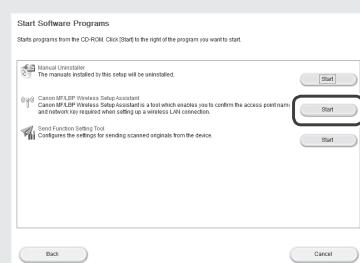 Start Software Programs
Starts programs from the CD-ROM. Click [Start] to the right of the program you want to start.
Manual Uninstaller
The manuals installed by this setup will be uninstalled.
Start
Canon MF/LBP Wireless Setup Assistant
Canon MF/LBP Wireless Setup Assistant is a tool which enables you to confirm the access point name
and network key required when setting up a wireless LAN connection.
Start
Send Function Setting Tool
Configures the settings for sending scanned originals from the device.
Start
Back
Cancel